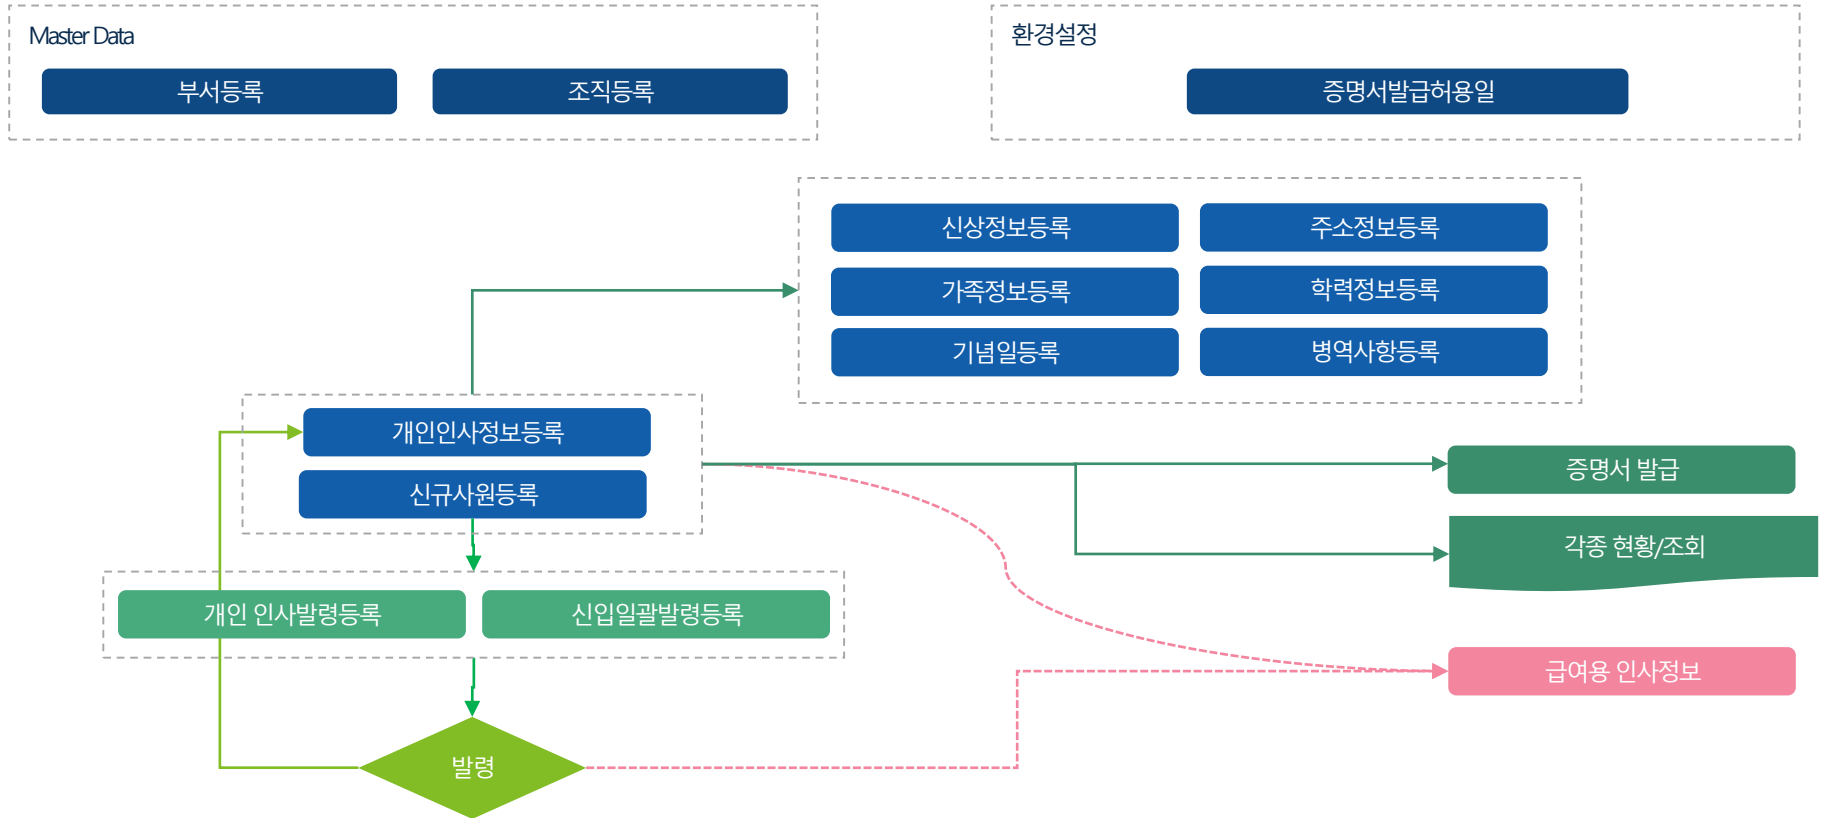 Master Data
부서등록
조직등록
환경설정
증명서발급허용일
신상정보등록
주소정보등록
가족정보등록
학력정보등록
기념일등록
병역사항등록
개인인사정보등록
신규사원등록
증명서 발급
각종 현황/조회
개인 인사발령등록
신입일괄발령등록
급여용 인사정보
발령